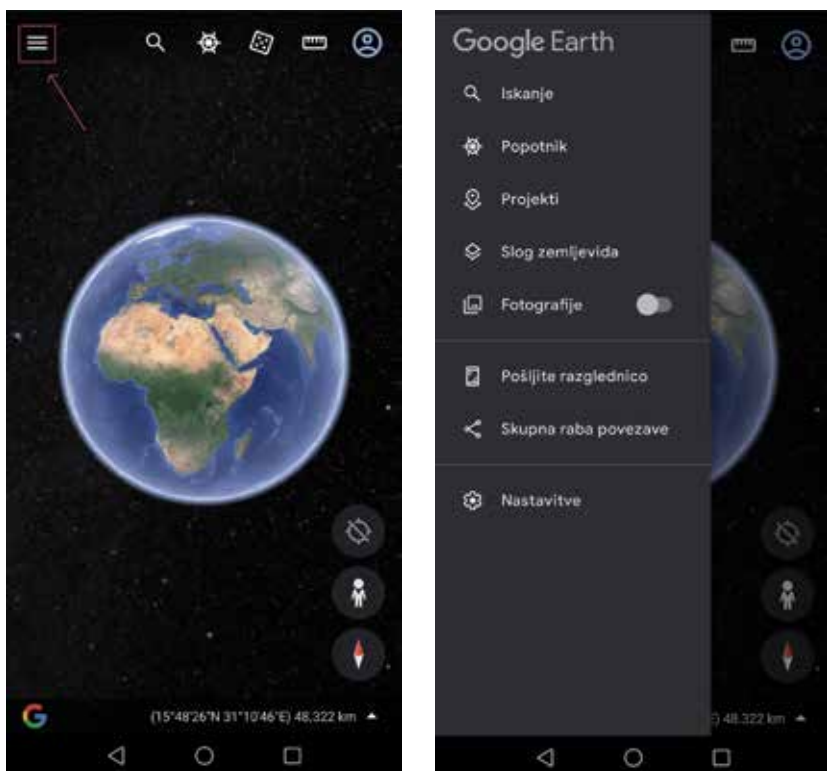 (15°48'26"N 31°10'46"E) 48,322 km
Google Earth
Iskanje
Popotnik
Projekti
Slog zemljevida
Fotografije
Pošljite razglednico
Skupna raba povezave
Nastavitve
E) 48,322 km